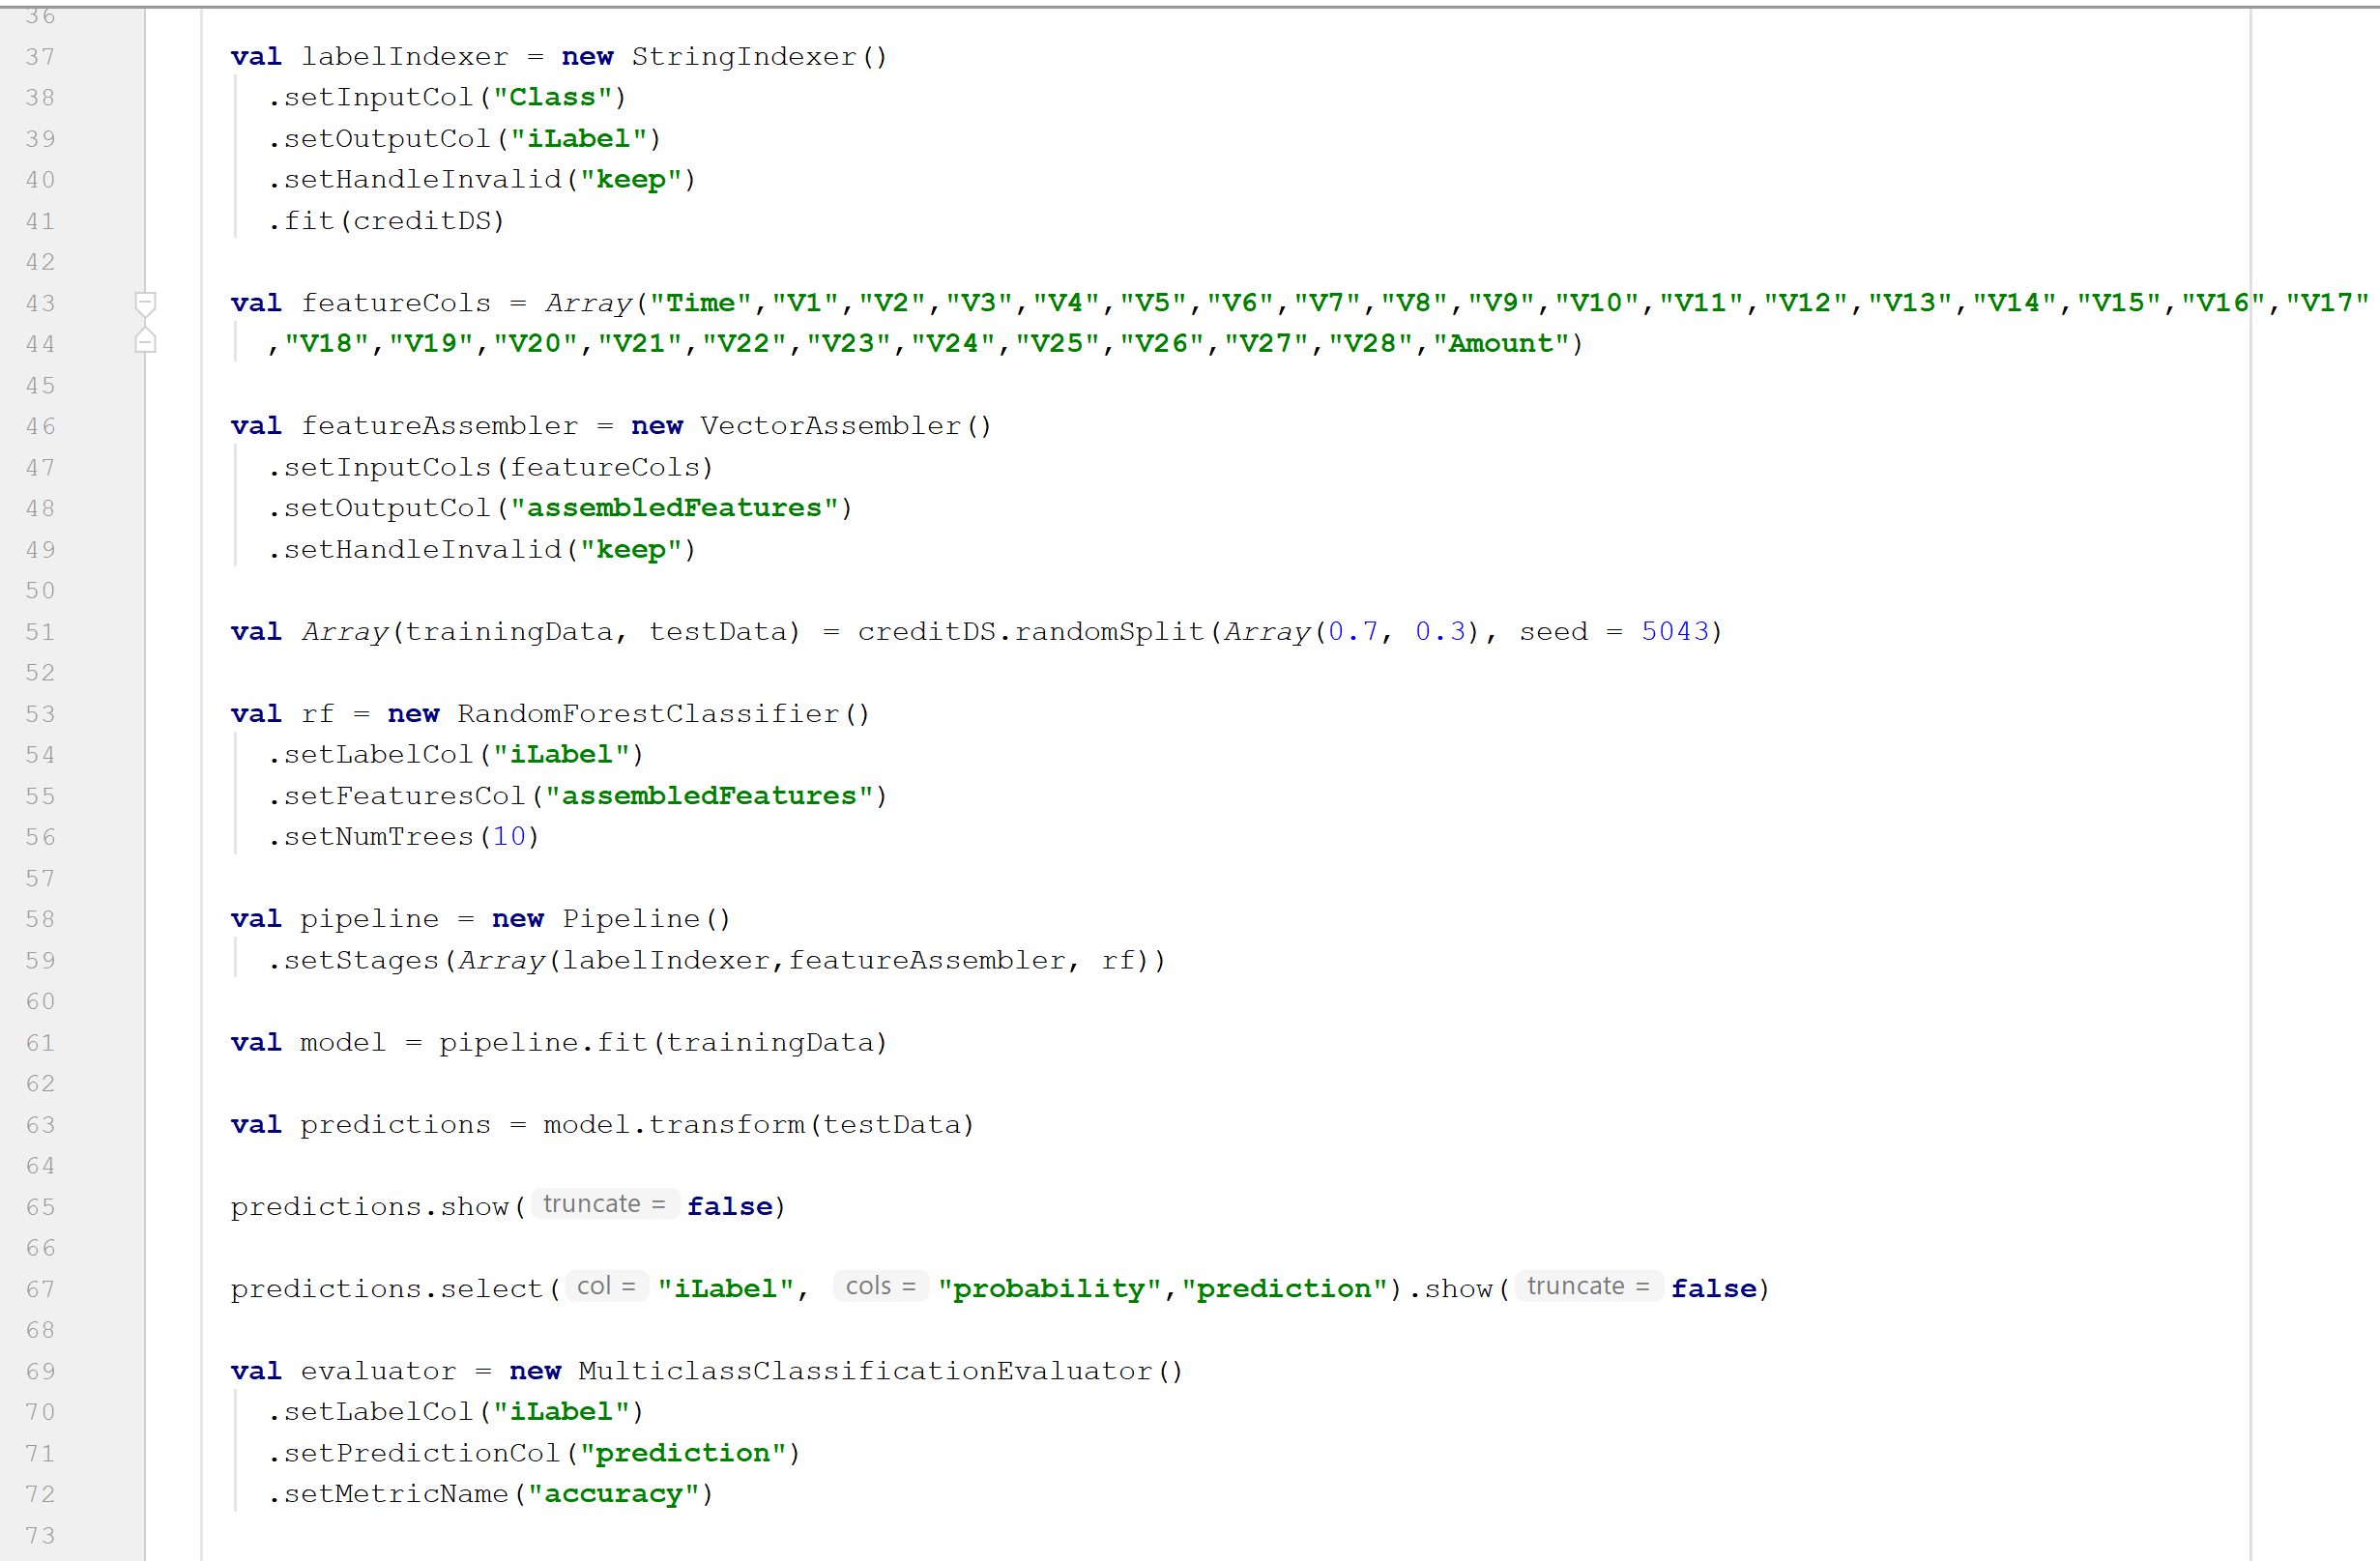 36
37 val labelIndexer = new StringIndexer()
38 .setInputCol("Class")
39 .setOutputCol("iLabel")
40 .setHandleInvalid("keep")
41 .fit(creditDS)
42
43 val featureCols = Array("Time","V1","V2","V3","V4","V5","V6","V7","V8","V9","V10","V11","V12","V13","V14","V15","V16","V17"
44 ,"V18","V19","V20","V21","V22","V23","V24","V25","V26","V27","V28","Amount")
45
46 val featureAssembler = new VectorAssembler()
47 .setInputCols(featureCols)
48 .setOutputCol("assembledFeatures")
49 .setHandleInvalid("keep")
50
51 val Array(trainingData, testData) = creditDS.randomSplit(Array(0.7, 0.3), seed = 5043)
52
53 val rf = new RandomForestClassifier()
54 .setLabelCol("iLabel")
55 .setFeaturesCol("assembledFeatures")
56 .setNumTrees(10)
57
58 val pipeline = new Pipeline()
59 .setStages(Array(labelIndexer,featureAssembler, rf))
60
61 val model = pipeline.fit(trainingData)
62
63 val predictions = model.transform(testData)
64
65 predictions.show( truncate = false)
66
67 predictions.select( col = "iLabel", cols = "probability","prediction").show( truncate = false)
68
69 val evaluator = new MulticlassClassificationEvaluator()
70 .setLabelCol("iLabel")
71 .setPredictionCol("prediction")
72 .setMetricName("accuracy")
73